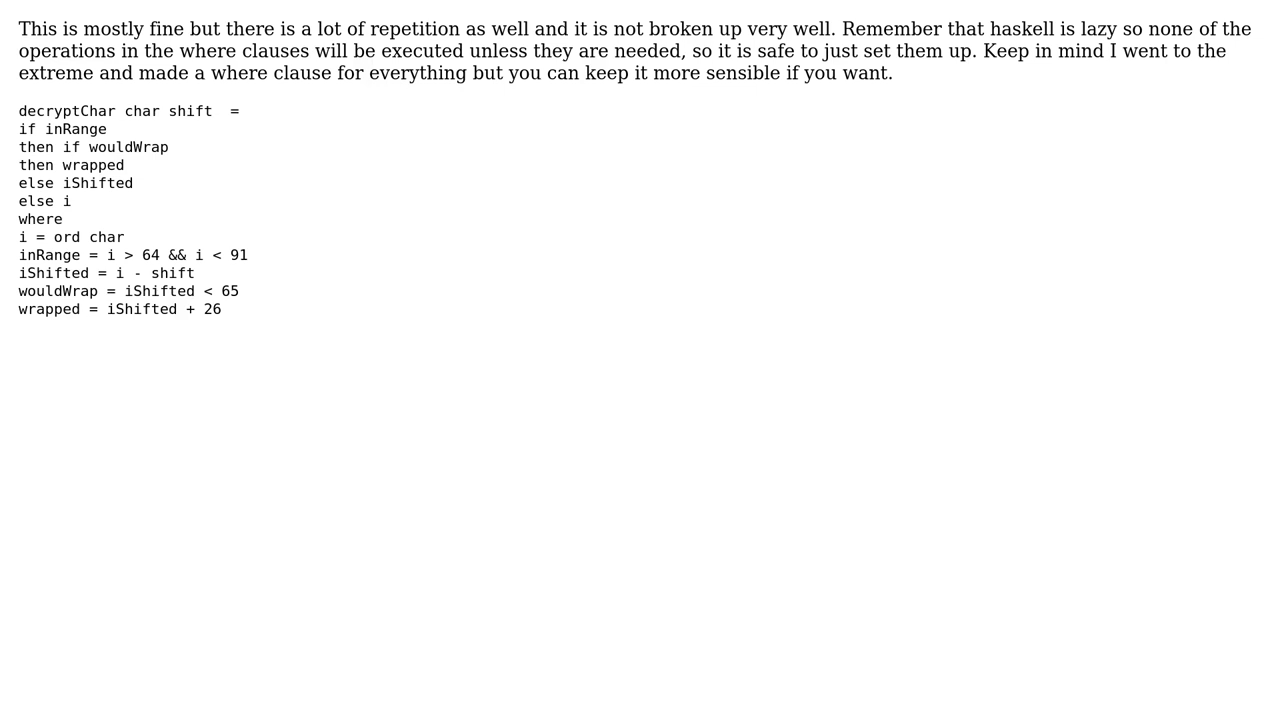 This is mostly fine but there is a lot of repetition as well and it is not broken up very well. Remember that haskell is lazy so none of the
operations in the where clauses will be executed unless they are needed, so it is safe to just set them up. Keep in mind I went to the
extreme and made a where clause for everything but you can keep it more sensible if you want.
decryptChar char shift  =
if inRange
then if wouldWrap
then wrapped
else iShifted
else i
where
i = ord char
inRange = i > 64 && i < 91
iShifted = i - shift
wouldWrap = iShifted < 65
wrapped = iShifted + 26